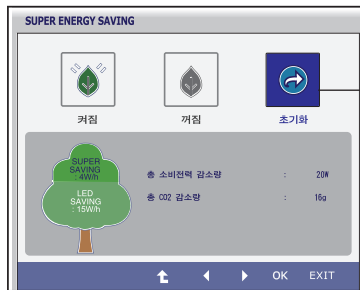 SUPER ENERGY SAVING
켜짐
꺼짐
초기화
SUPER
SAVING
: 4W/h
LED
SAVING
: 15W/h
총 소비전력 감소량 : 20W
총 CO2 감소량 : 16g
OK
EXIT